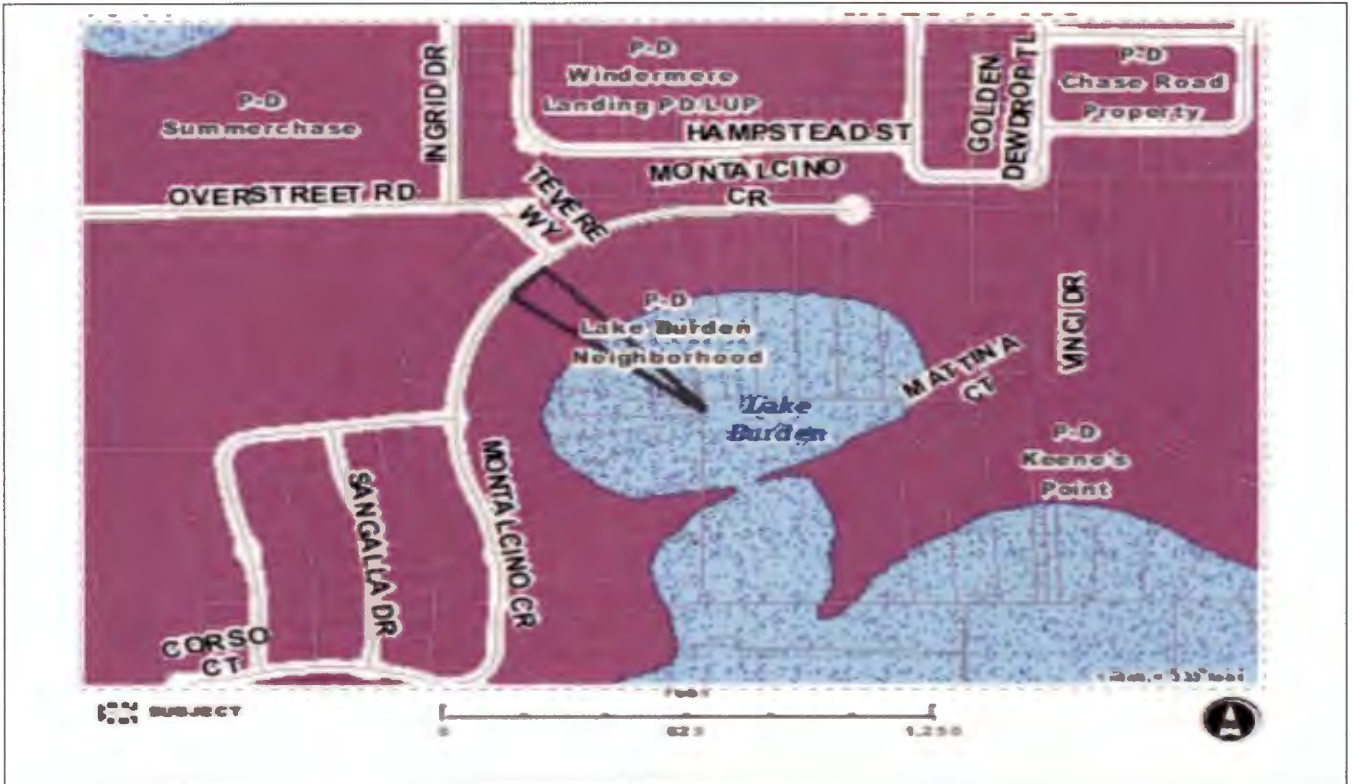 P-D
Summerchase
INGRID DR
P-D
Windermere
Landing PD/LUP
HAMPSTEAD ST
GOLDEN
DEWDROP TL
P-D
Chase Road
Property
OVERSTREET RD
TEVERE
WY
MONTALCINO
CR
P-D
Lake Burden
Neighborhood
VINCI DR
MATTINA
CT
Lake
Burden
P-D
Keene's
Point
MONTALCINO CR
SANGALLA DR
CORSO
CT
SUBJECT
Feet
0
625
1,250